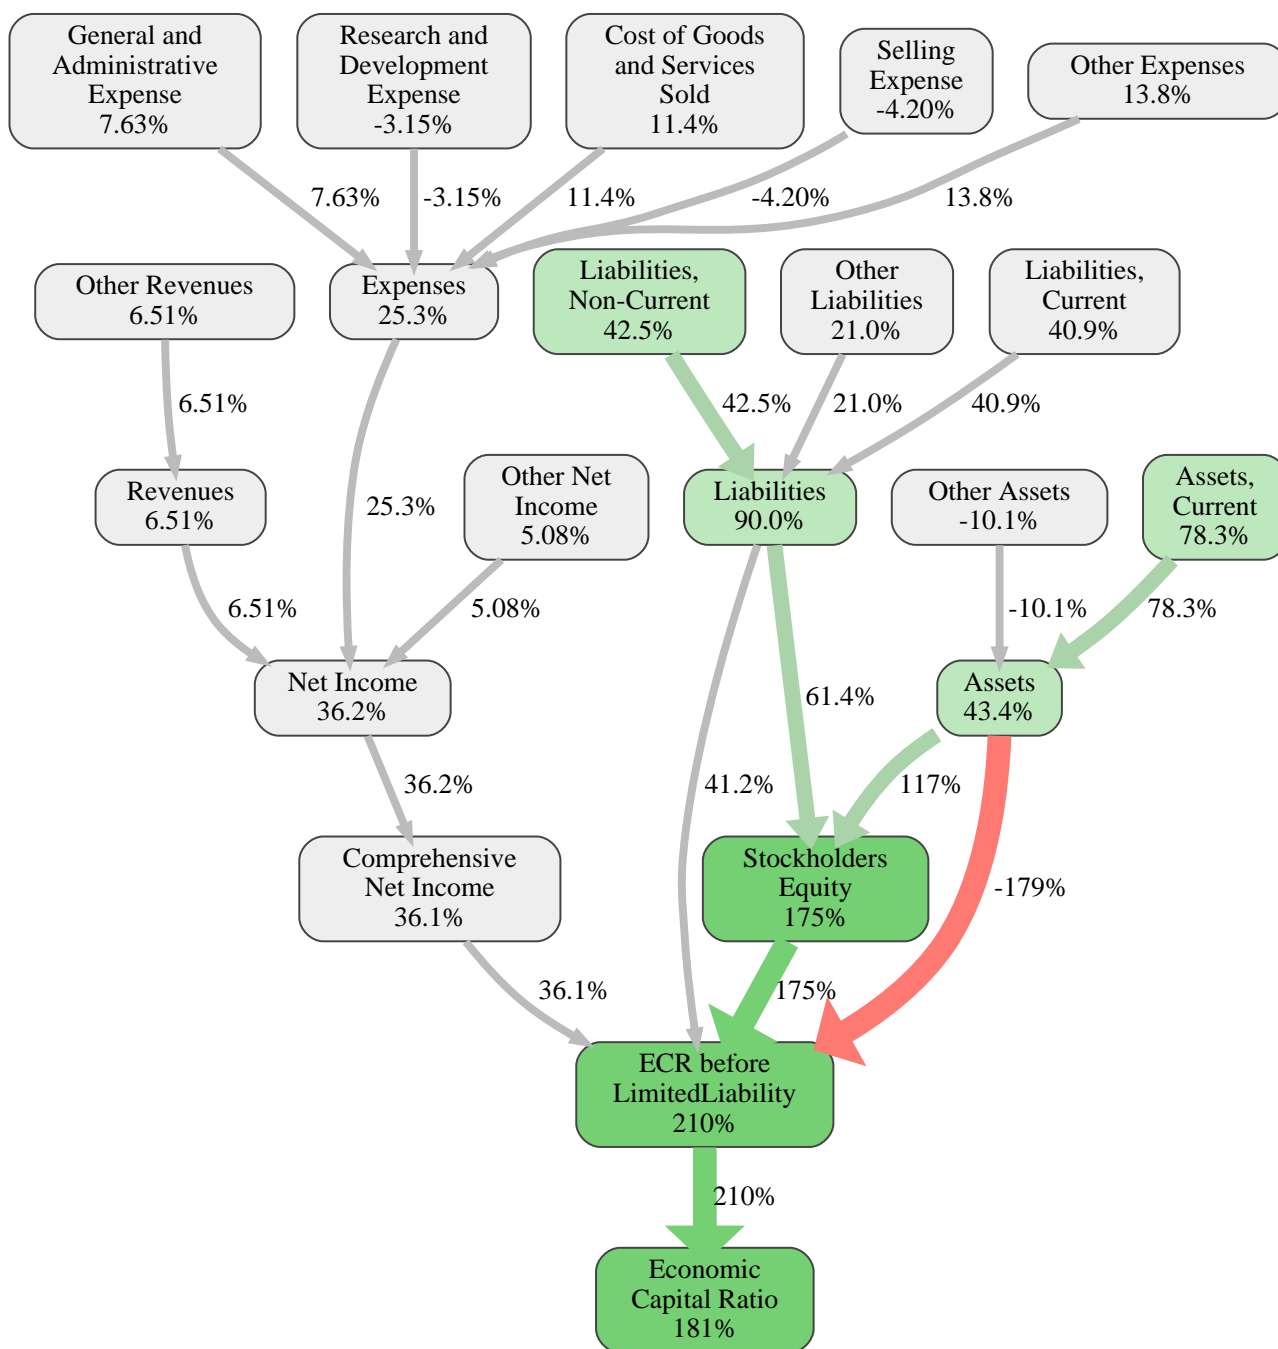 General and
Administrative
Expense
7.63%
Research and
Development
Expense
-3.15%
Cost of Goods
and Services
Sold
11.4%
Selling
Expense
-4.20%
Other Expenses
13.8%
7.63%
-3.15%
11.4%
-4.20%
13.8%
Other Revenues
6.51%
Expenses
25.3%
Liabilities,
Non-Current
42.5%
Other
Liabilities
21.0%
Liabilities,
Current
40.9%
6.51%
42.5%
21.0%
40.9%
Revenues
6.51%
25.3%
Other Net
Income
5.08%
Liabilities
90.0%
Other Assets
-10.1%
Assets,
Current
78.3%
6.51%
5.08%
-10.1%
78.3%
Net Income
36.2%
61.4%
Assets
43.4%
36.2%
41.2%
117%
Comprehensive
Net Income
36.1%
Stockholders
Equity
175%
-179%
36.1%
175%
ECR before
LimitedLiability
210%
210%
Economic
Capital Ratio
181%